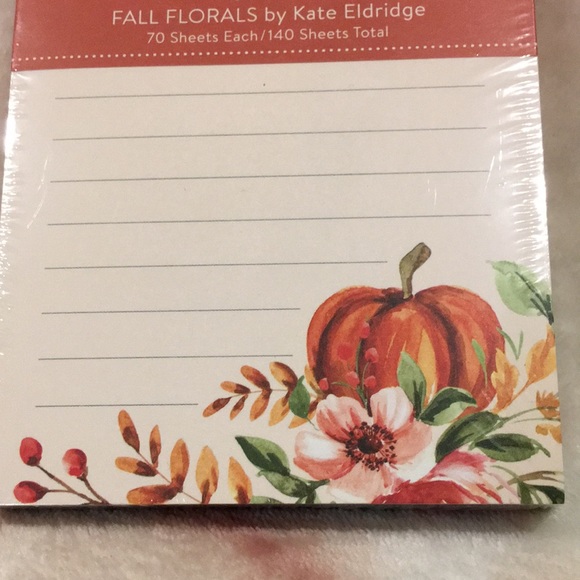 FALL FLORALS by Kate Eldridge
70 Sheets Each/140 Sheets Total